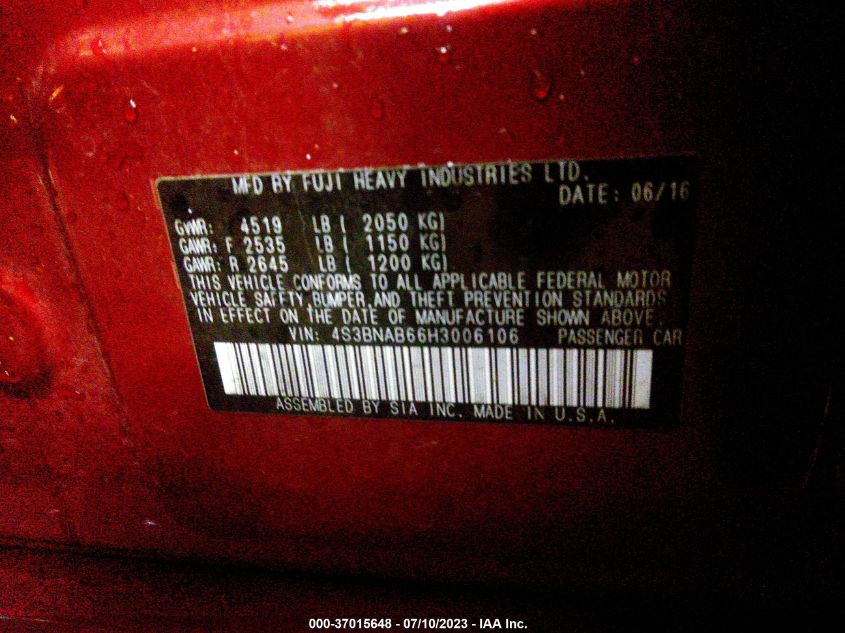 MFD BY FUJI HEAVY INDUSTRIES LTD.
DATE: 06/16
GVWR: 4519 LB ( 2050 KG)
GAWR: F 2535 LB ( 1150 KG)
GAWR: R 2645 LB ( 1200 KG)
THIS VEHICLE CONFORMS TO ALL APPLICABLE FEDERAL MOTOR
VEHICLE SAFETY,BUMPER,AND THEFT PREVENTION STANDARDS
IN EFFECT ON THE DATE OF MANUFACTURE SHOWN ABOVE.
VIN: 4S3BNAB66H3006106 PASSENGER CAR
ASSEMBLED BY SIA INC. MADE IN U.S.A.
000-37015648 - 07/10/2023 - IAA Inc.